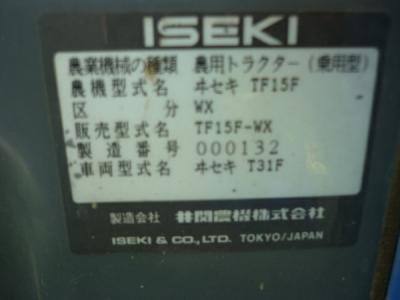 ISEKI
農業機械の種類 農用トラクター (乗用型)
農機型式名 ヰセキ TF15F
区分 WX
販売型式名 TF15F-WX
製造番号 000132
車両型式名 ヰセキ T31F
製造会社 井関農機株式会社
ISEKI & CO., LTD. TOKYO/JAPAN